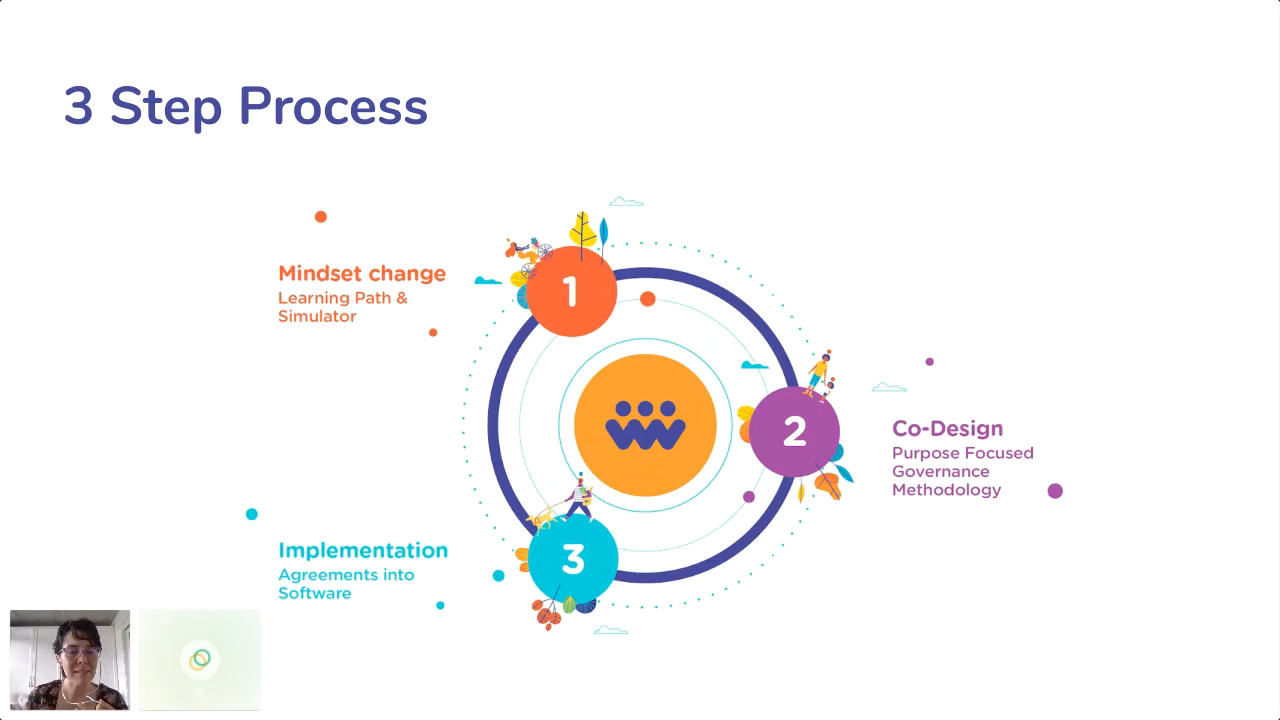 3 Step Process
Mindset change
Learning Path &
Simulator
1
2
Co-Design
Purpose Focused
Governance
Methodology
3
Implementation
Agreements into
Software